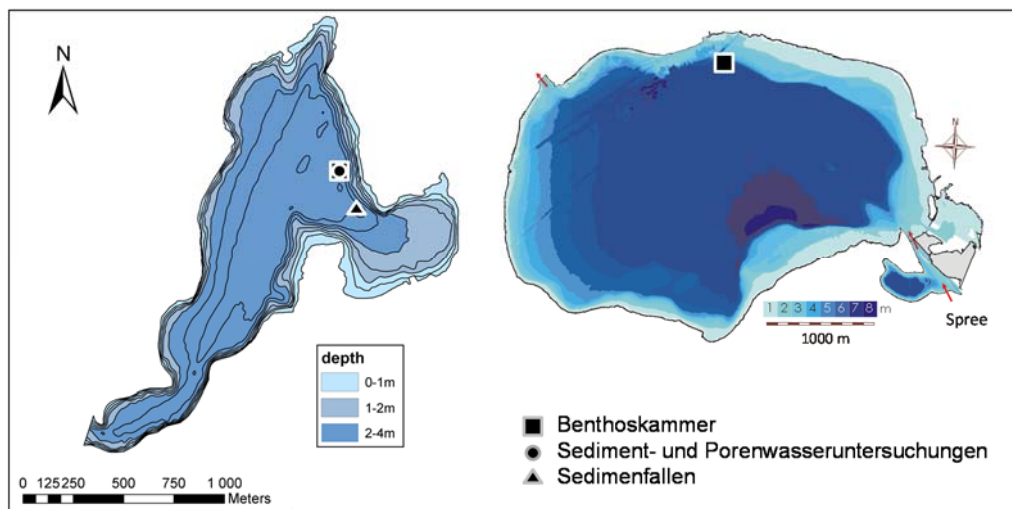 N
depth
0-1m
1-2m
2-4m
0 125 250 500 750 1 000
Meters
N
1 2 3 4 5 6 7 8 m
1000 m
Spree
Benthoskammer
Sediment- und Porenwasseruntersuchungen
Sedimenfallen